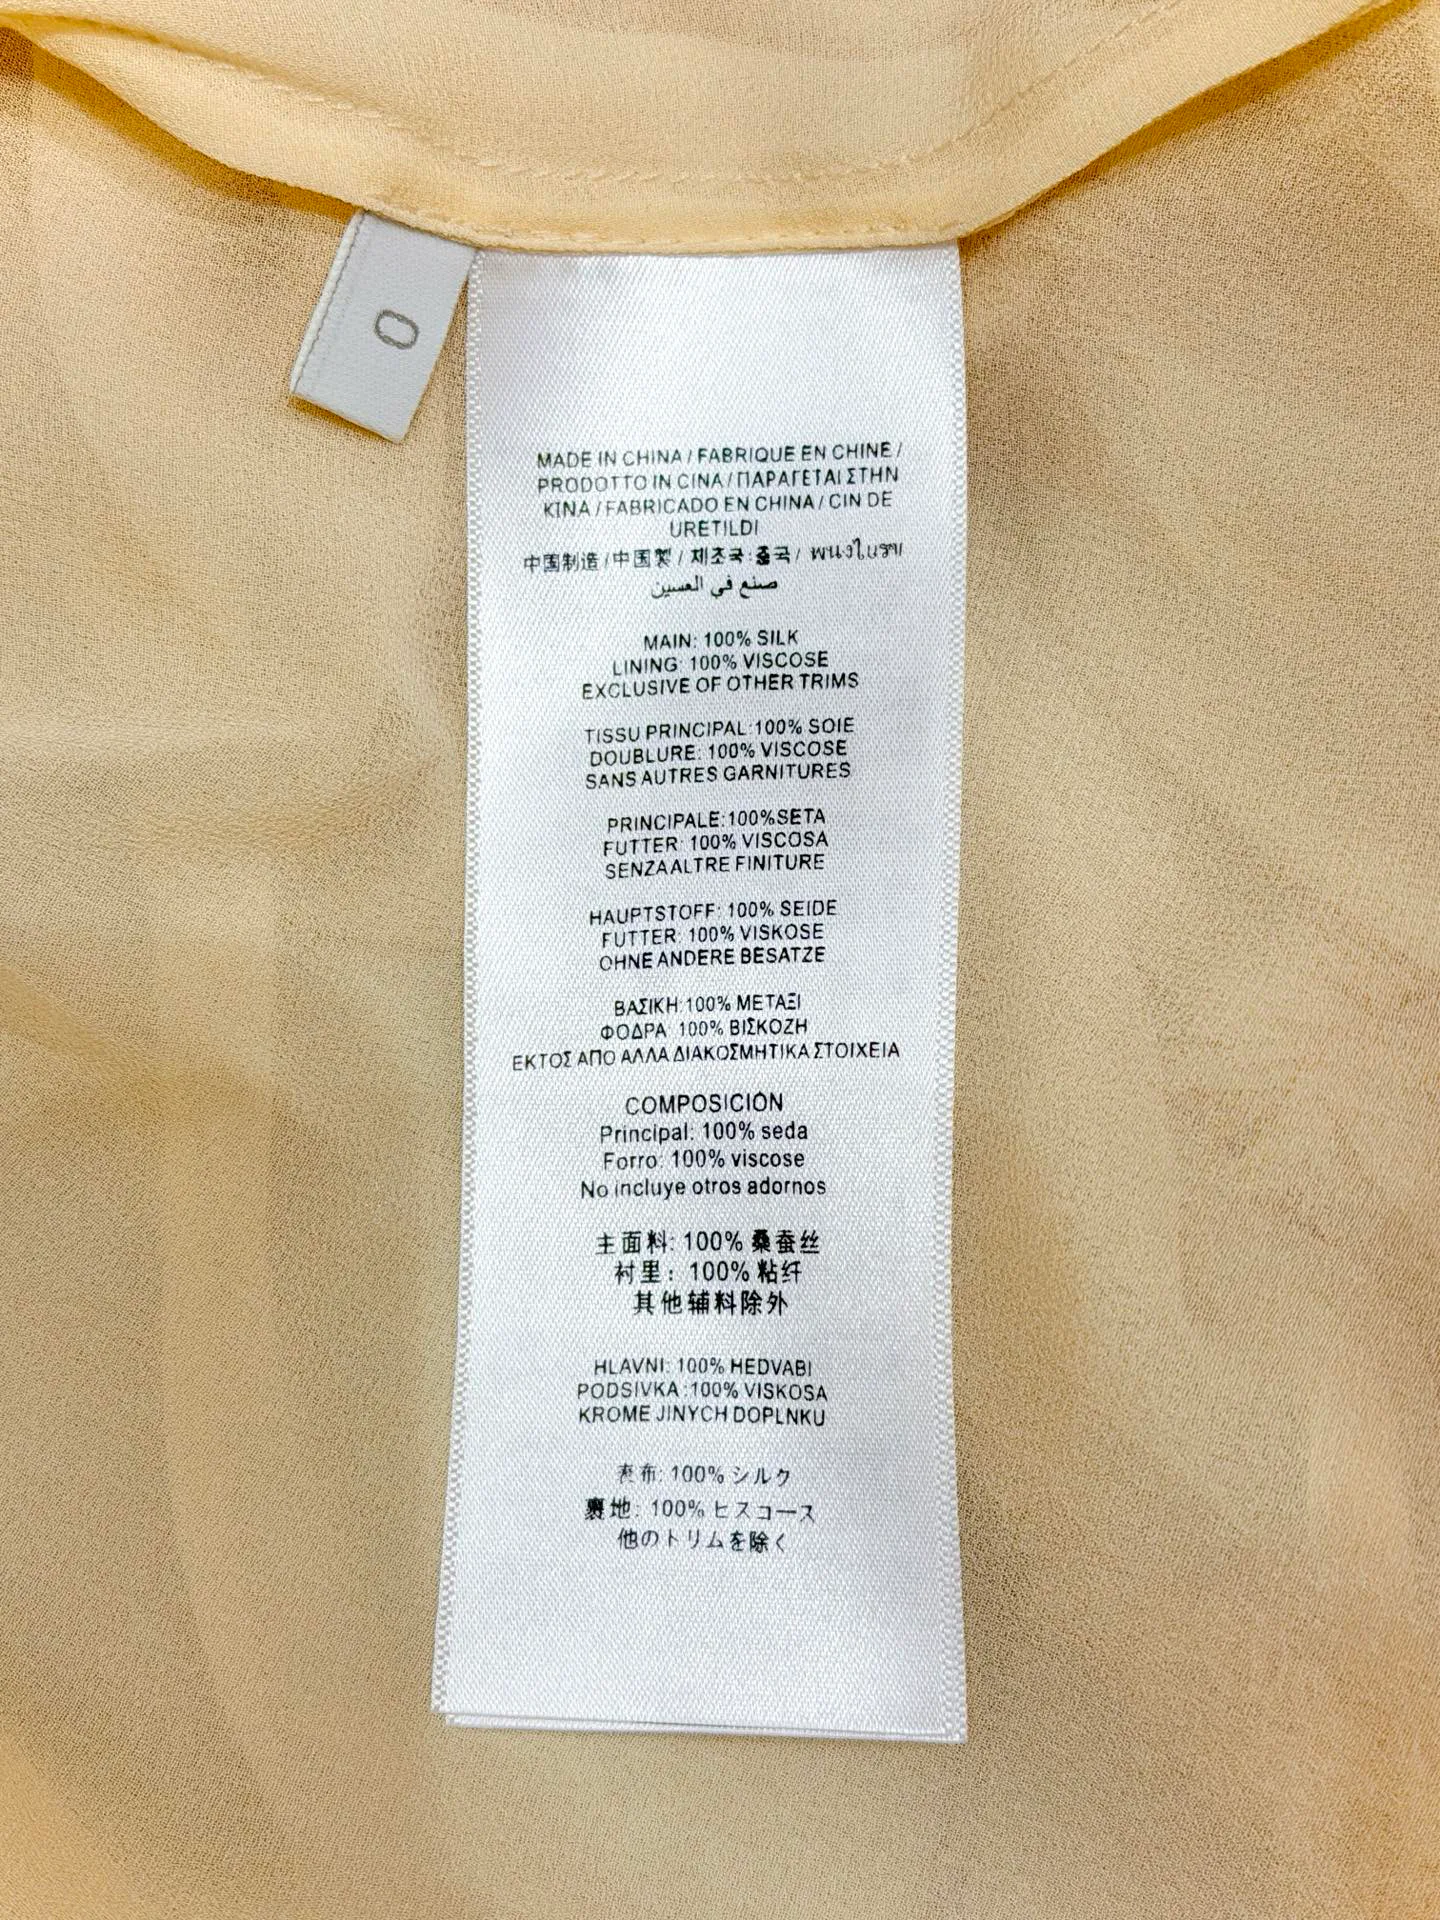 0
MADE IN CHINA / FABRIQUE EN CHINE /
PRODOTTO IN CINA / ΠΑΡΑΓΕΤΑΙ ΣΤΗΝ
ΚΙΝΑ / FABRICADO EN CHINA / CIN DE
URETILDI
中国制造 / 中国製 / 제조국 : 중국 /
صنع في الصين
MAIN: 100% SILK
LINING: 100% VISCOSE
EXCLUSIVE OF OTHER TRIMS
TISSU PRINCIPAL:100% SOIE
DOUBLURE: 100% VISCOSE
SANS AUTRES GARNITURES
PRINCIPALE:100%SETA
FUTTER: 100% VISCOSA
SENZA ALTRE FINITURE
HAUPTSTOFF: 100% SEIDE
FUTTER: 100% VISKOSE
OHNE ANDERE BESATZE
ΒΑΣΙΚΗ:100% ΜΕΤΑΞΙ
ΦΟΔΡΑ: 100% ΒΙΣΚΟΖΗ
ΕΚΤΟΣ ΑΠΟ ΑΛΛΑ ΔΙΑΚΟΣΜΗΤΙΚΑ ΣΤΟΙΧΕΙΑ
COMPOSICIÓN
Principal: 100% seda
Forro: 100% viscose
No incluye otros adornos
主面料: 100% 桑蚕丝
衬里: 100% 粘纤
其他辅料除外
HLAVNI: 100% HEDVABI
PODSIVKA :100% VISKOSA
KROME JINYCH DOPLNKU
表布: 100% シルク
裏地: 100% ヒスコース
他のトリムを除く